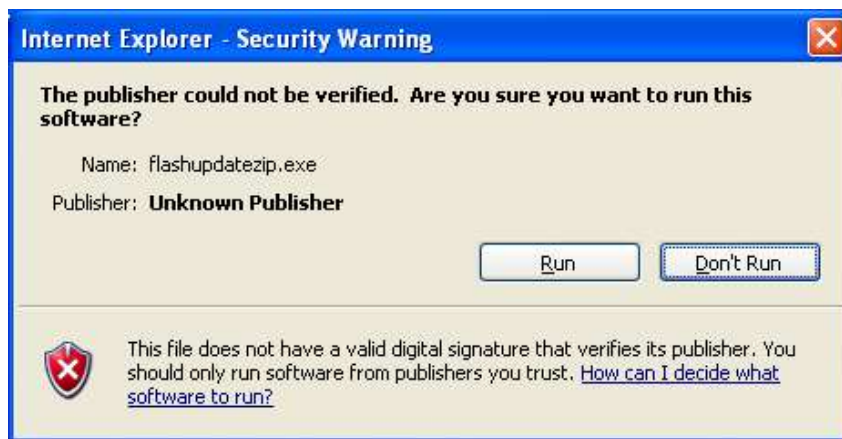 Internet Explorer - Security Warning
The publisher could not be verified.  Are you sure you want to run this
software?
Name: flashupdatezip.exe
Publisher: Unknown Publisher
Run
Don't Run
This file does not have a valid digital signature that verifies its publisher. You
should only run software from publishers you trust. How can I decide what
software to run?